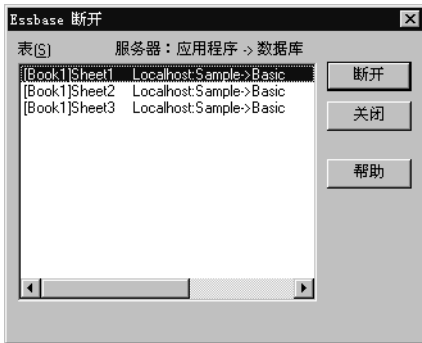 Essbase 断开
表(S) 服务器：应用程序 -> 数据库
[Book1]Sheet1 Localhost:Sample->Basic
[Book1]Sheet2 Localhost:Sample->Basic
[Book1]Sheet3 Localhost:Sample->Basic
断开
关闭
帮助